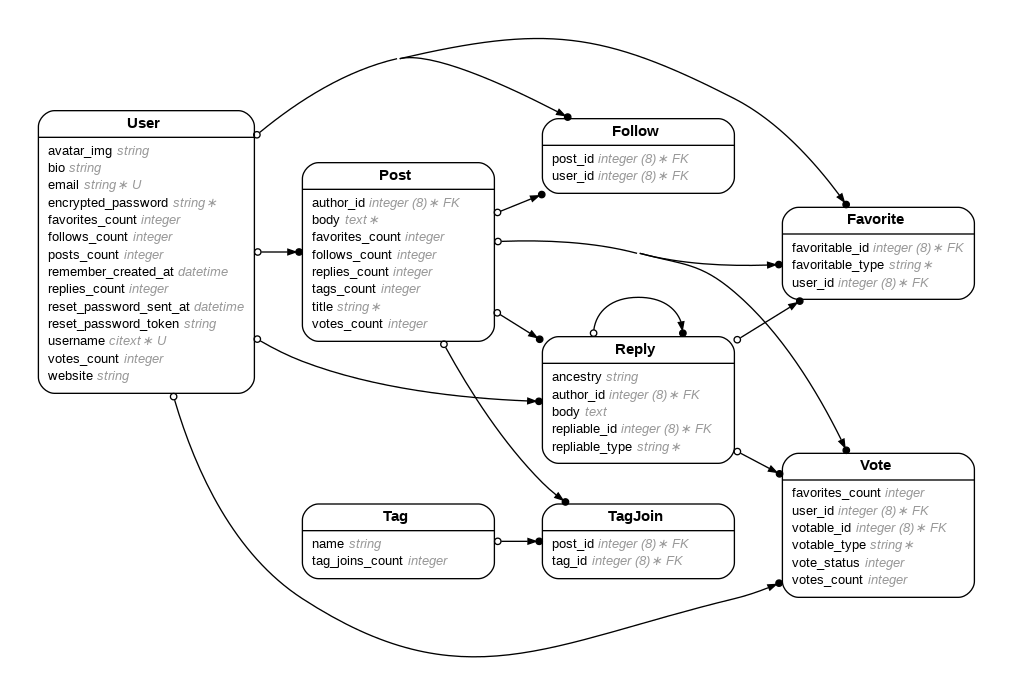 User
avatar_img string
bio string
email string∗ U
encrypted_password string∗
favorites_count integer
follows_count integer
posts_count integer
remember_created_at datetime
replies_count integer
reset_password_sent_at datetime
reset_password_token string
username citext∗ U
votes_count integer
website string
Post
author_id integer (8)∗ FK
body text∗
favorites_count integer
follows_count integer
replies_count integer
tags_count integer
title string∗
votes_count integer
Follow
post_id integer (8)∗ FK
user_id integer (8)∗ FK
Favorite
favoritable_id integer (8)∗ FK
favoritable_type string∗
user_id integer (8)∗ FK
Reply
ancestry string
author_id integer (8)∗ FK
body text
repliable_id integer (8)∗ FK
repliable_type string∗
Vote
favorites_count integer
user_id integer (8)∗ FK
votable_id integer (8)∗ FK
votable_type string∗
vote_status integer
votes_count integer
Tag
name string
tag_joins_count integer
TagJoin
post_id integer (8)∗ FK
tag_id integer (8)∗ FK